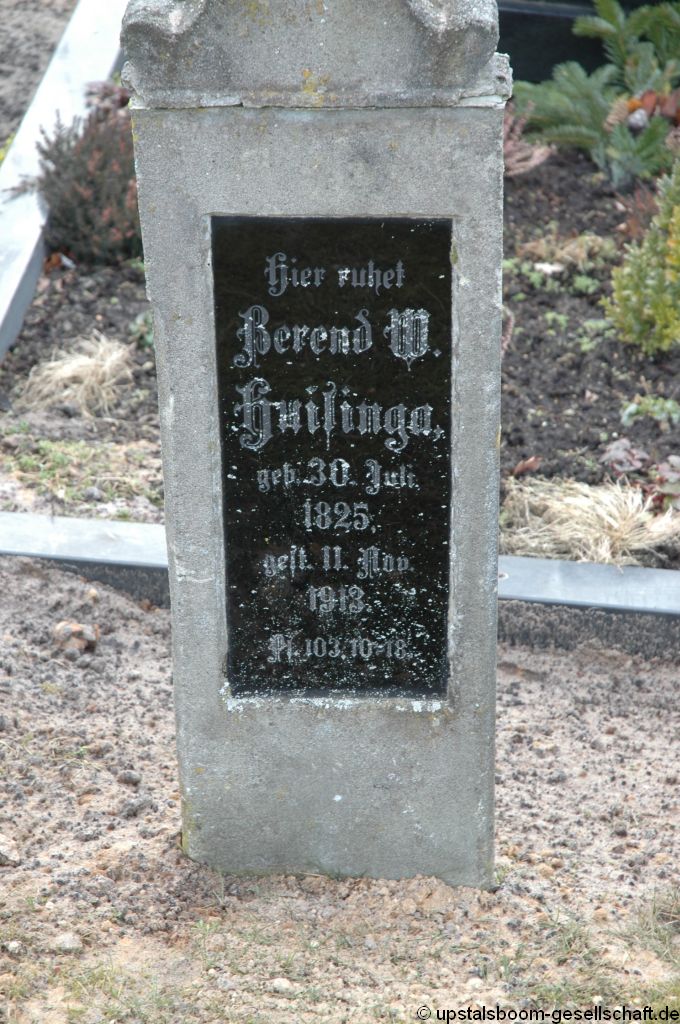 Hier ruhet
Berend W.
Huisinga,
geb. 30. Juli
1825,
gest. 11. Nov.
1913.
Ps. 103.10-18.
© upstalsboom-gesellschaft.de